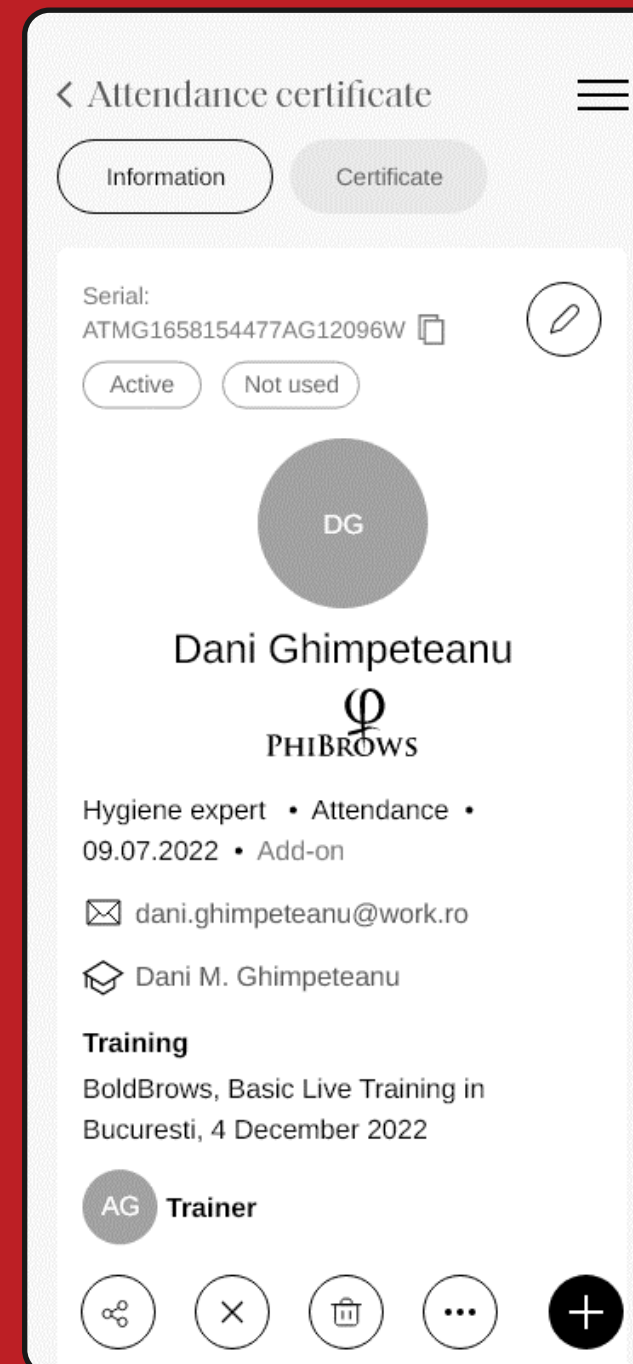 Attendance certificate
Information
Certificate
Serial:
ATMG1658154477AG12096W
Active
Not used
DG
Dani Ghimpeteanu
PHIBROWS
Hygiene expert • Attendance •
09.07.2022 • Add-on
dani.ghimpeteanu@work.ro
Dani M. Ghimpeteanu
Training
BoldBrows, Basic Live Training in
Bucuresti, 4 December 2022
AG
Trainer